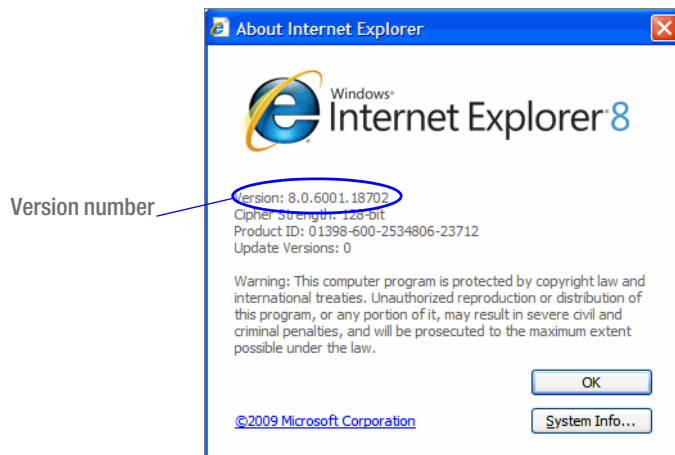 About Internet Explorer
Windows®
Internet Explorer® 8
Version number
Version: 8.0.6001.18702
Cipher Strength: 128-bit
Product ID: 01398-600-2534806-23712
Update Versions: 0
Warning: This computer program is protected by copyright law and
international treaties. Unauthorized reproduction or distribution of
this program, or any portion of it, may result in severe civil and
criminal penalties, and will be prosecuted to the maximum extent
possible under the law.
OK
©2009 Microsoft Corporation
System Info...